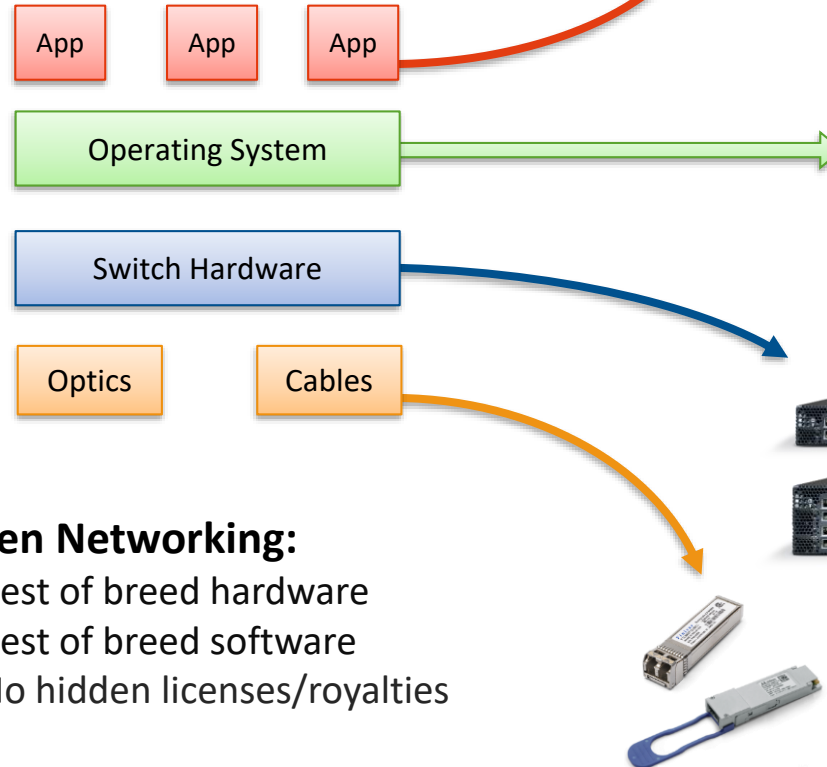 App App App
Operating System
Switch Hardware
Optics Cables
en Networking:
est of breed hardware
est of breed software
No hidden licenses/royalties